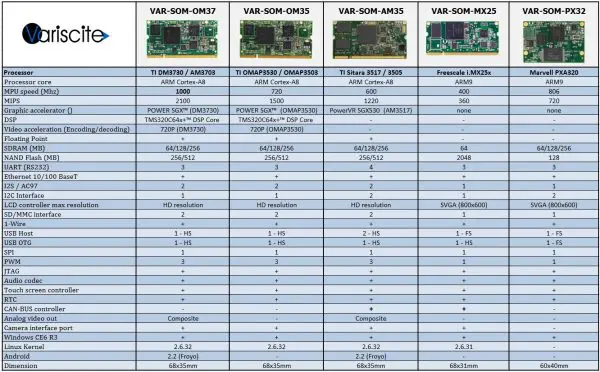 Variscite
VAR-SOM-OM37 VAR-SOM-OM35 VAR-SOM-AM35 VAR-SOM-MX25 VAR-SOM-PX32
Processor TI DM3730 / AM3703 TI OMAP3530 / OMAP3503 TI Sitara 3517 / 3505 Freescale i.MX25x Marvell PXA320
Processor core ARM Cortex-A8 ARM Cortex-A8 ARM Cortex-A8 ARM9 ARM9
MPU speed (Mhz) 1000 720 600 400 806
MIPS 2100 1500 1220 360 720
Graphic accelerator () POWER SGX™ (DM3730) POWER SGX™ (OMAP3530) PowerVR SGX530 (AM3517) none none
DSP TMS320C64x+™ DSP Core TMS320C64x+™ DSP Core - - -
Video acceleration (Encoding/decoding) 720P (DM3730) 720P (OMAP3530) - - -
Floating Point + + + - -
SDRAM (MB) 64/128/256 64/128/256 64/128/256 64 64/128/256
NAND Flash (MB) 256/512 256/512 256/512 2048 128
UART (RS232) 3 3 4 3 3
Ethernet 10/100 BaseT + + + + +
I2S / AC97 2 2 2 1 1
I2C Interface 1 1 1 1 2
LCD controller max resolution HD resolution HD resolution HD resolution SVGA (800x600) SVGA (800x600)
SD/MMC Interface 2 2 2 1 1
1-Wire + + + + +
USB Host 1 - HS 1 - HS 2 - HS 1 - FS 1 - FS
USB OTG 1 - HS 1 - HS 1 - HS 1 - HS 1 - FS
SPI 1 1 1 1 1
PWM 3 3 3 1 1
JTAG + + + + +
Audio codec + + + + +
Touch screen controller + + + + +
RTC + + + + +
CAN-BUS controller - - + + -
Analog video out Composite - Composite - -
Camera interface port + + + + -
Windows CE6 R3 + + + + +
Linux Kernel 2.6.32 2.6.32 2.6.32 2.6.31 -
Android 2.2 (Froyo) - 2.2 (Froyo) - -
Dimension 68x35mm 68x35mm 68x35mm 68x31mm 60x40mm